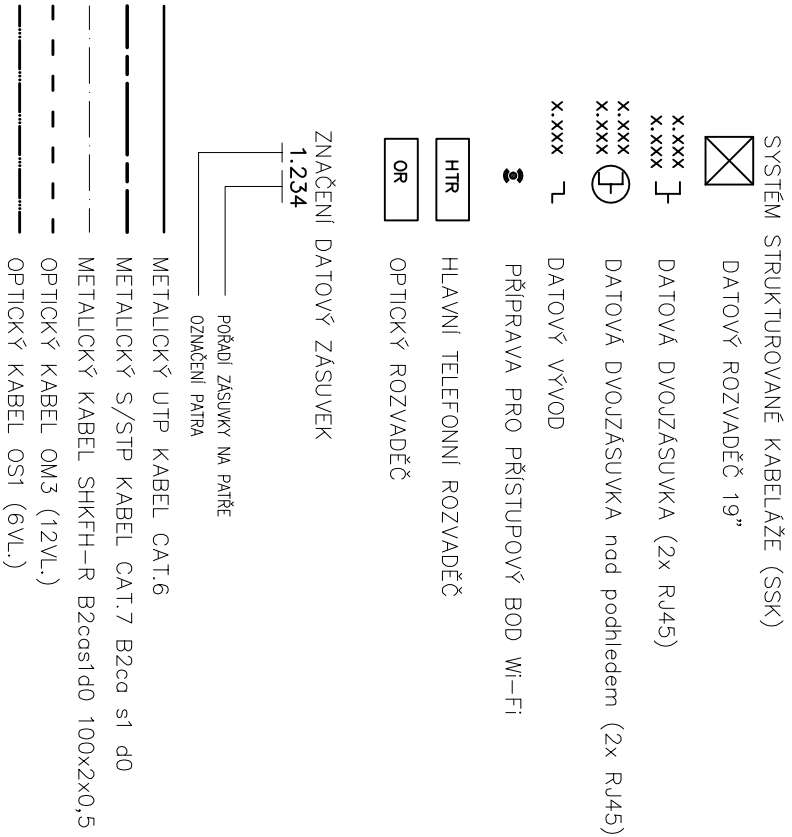 SYSTÉM STRUKTUROVANÉ KABELÁŽE (SSK)
DATOVÝ ROZVADĚČ 19"
x.xxx
x.xxx
DATOVÁ DVOJZÁSUVKA (2x RJ45)
x.xxx
x.xxx
DATOVÁ DVOJZÁSUVKA nad podhledem (2x RJ45)
x.xxx
DATOVÝ VÝVOD
PŘÍPRAVA PRO PŘÍSTUPOVÝ BOD Wi-Fi
HTR
HLAVNÍ TELEFONNÍ ROZVADĚČ
OR
OPTICKÝ ROZVADĚČ
ZNAČENÍ DATOVÝ ZÁSUVEK
1.234
POŘADÍ ZÁSUVKY NA PATŘE
OZNAČENÍ PATRA
METALICKÝ UTP KABEL CAT.6
METALICKÝ S/STP KABEL CAT.7 B2ca s1 d0
METALICKÝ KABEL SHKFH-R B2cas1d0 100x2x0,5
OPTICKÝ KABEL OM3 (12VL.)
OPTICKÝ KABEL OS1 (6VL.)